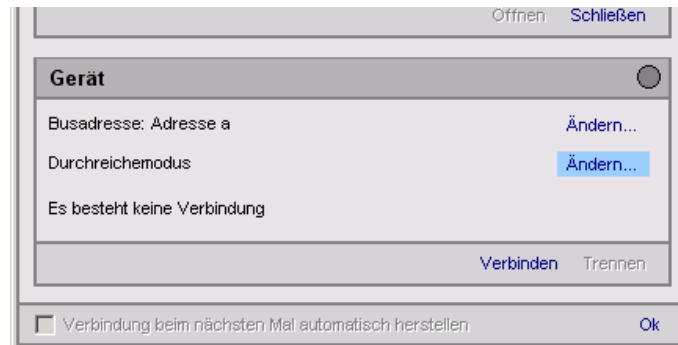 Öffnen Schließen
Gerät
Busadresse: Adresse a Ändern...
Durchreichemodus Ändern...
Es besteht keine Verbindung
Verbinden Trennen
Verbindung beim nächsten Mal automatisch herstellen Ok